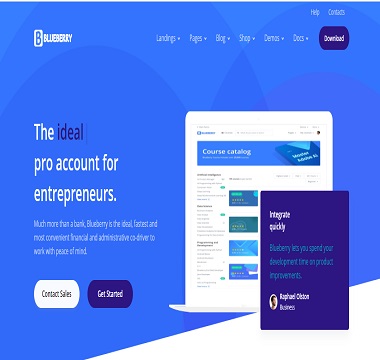 Help Contacts
BLUEBERRY
Landings Pages Blog Shop Demos Docs Download
The ideal
pro account for
entrepreneurs.
Much more than a bank, Blueberry is the ideal, fastest and
most convenient financial and administrative co-driver to
work with peace of mind.
Contact Sales Get Started
BLUEBERRY
Course catalog
Integrate
quickly
Blueberry lets you spend your
development time on product
improvements.
Raphael Olston
Business